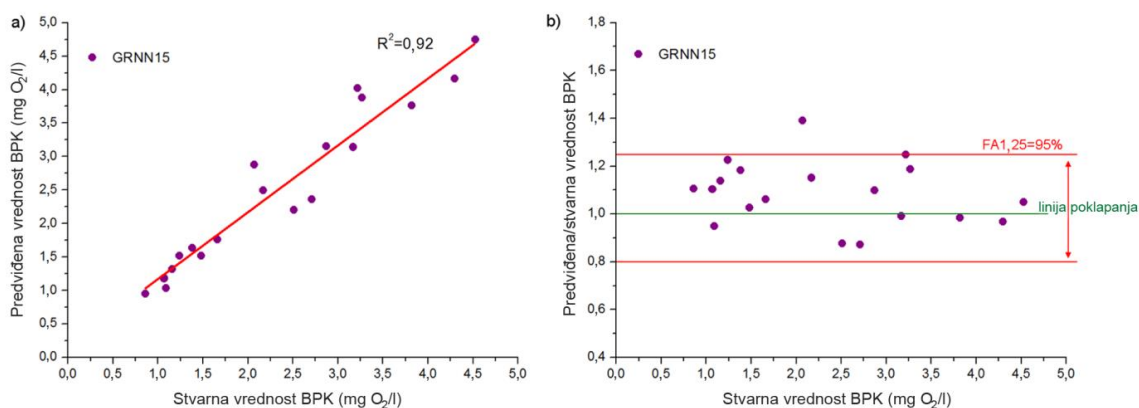 a)
Predviđena vrednost BPK (mg O2/l)
5,0
4,5
4,0
3,5
3,0
2,5
2,0
1,5
1,0
0,5
0,0
GRNN15
R²=0,92
0,0 0,5 1,0 1,5 2,0 2,5 3,0 3,5 4,0 4,5 5,0
Stvarna vrednost BPK (mg O2/l)
b)
Predviđena/stvarna vrednost BPK
1,8
1,6
1,4
1,2
1,0
0,8
0,6
0,4
GRNN15
FA1,25=95%
linija poklapanja
0,0 0,5 1,0 1,5 2,0 2,5 3,0 3,5 4,0 4,5 5,0
Stvarna vrednost BPK (mg O2/l)